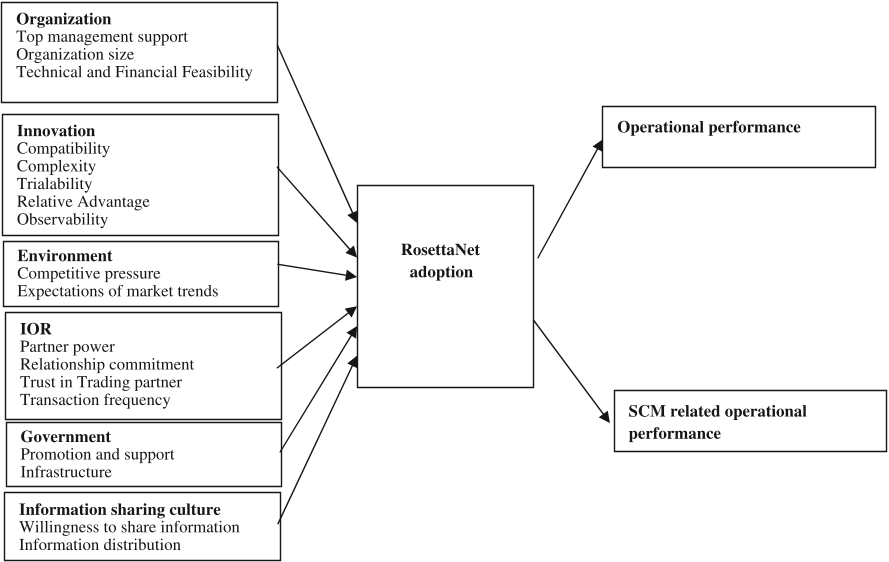 Organization
Top management support
Organization size
Technical and Financial Feasibility
Innovation
Compatibility
Complexity
Trialability
Relative Advantage
Observability
Environment
Competitive pressure
Expectations of market trends
IOR
Partner power
Relationship commitment
Trust in Trading partner
Transaction frequency
Government
Promotion and support
Infrastructure
Information sharing culture
Willingness to share information
Information distribution
RosettaNet
adoption
Operational performance
SCM related operational
performance